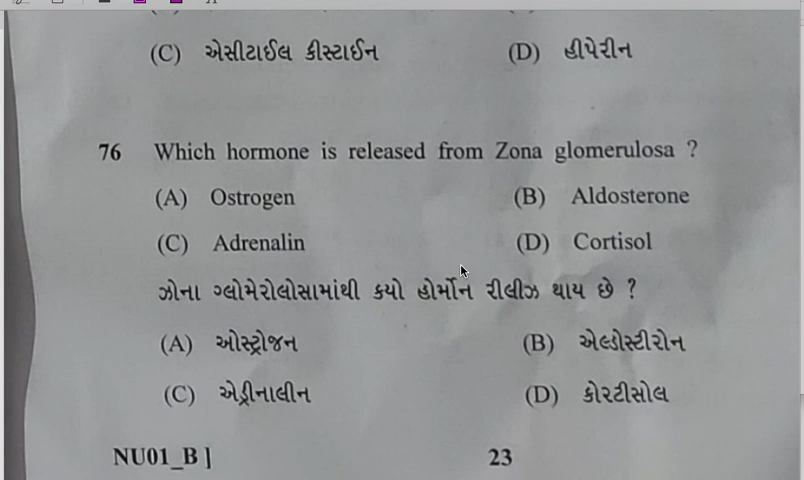 (C) એસીટાઈલ કીસ્ટાઈન (D) હીપેરીન
76 Which hormone is released from Zona glomerulosa ?
(A) Ostrogen (B) Aldosterone
(C) Adrenalin (D) Cortisol
ઝોના ગ્લોમેરોલોસામાંથી કયો હોર્મોન રીલીઝ થાય છે ?
(A) ઓસ્ટ્રોજન (B) એલ્ડોસ્ટીરોન
(C) એડ્રીનાલીન (D) કોરટીસોલ
NU01_B ] 23